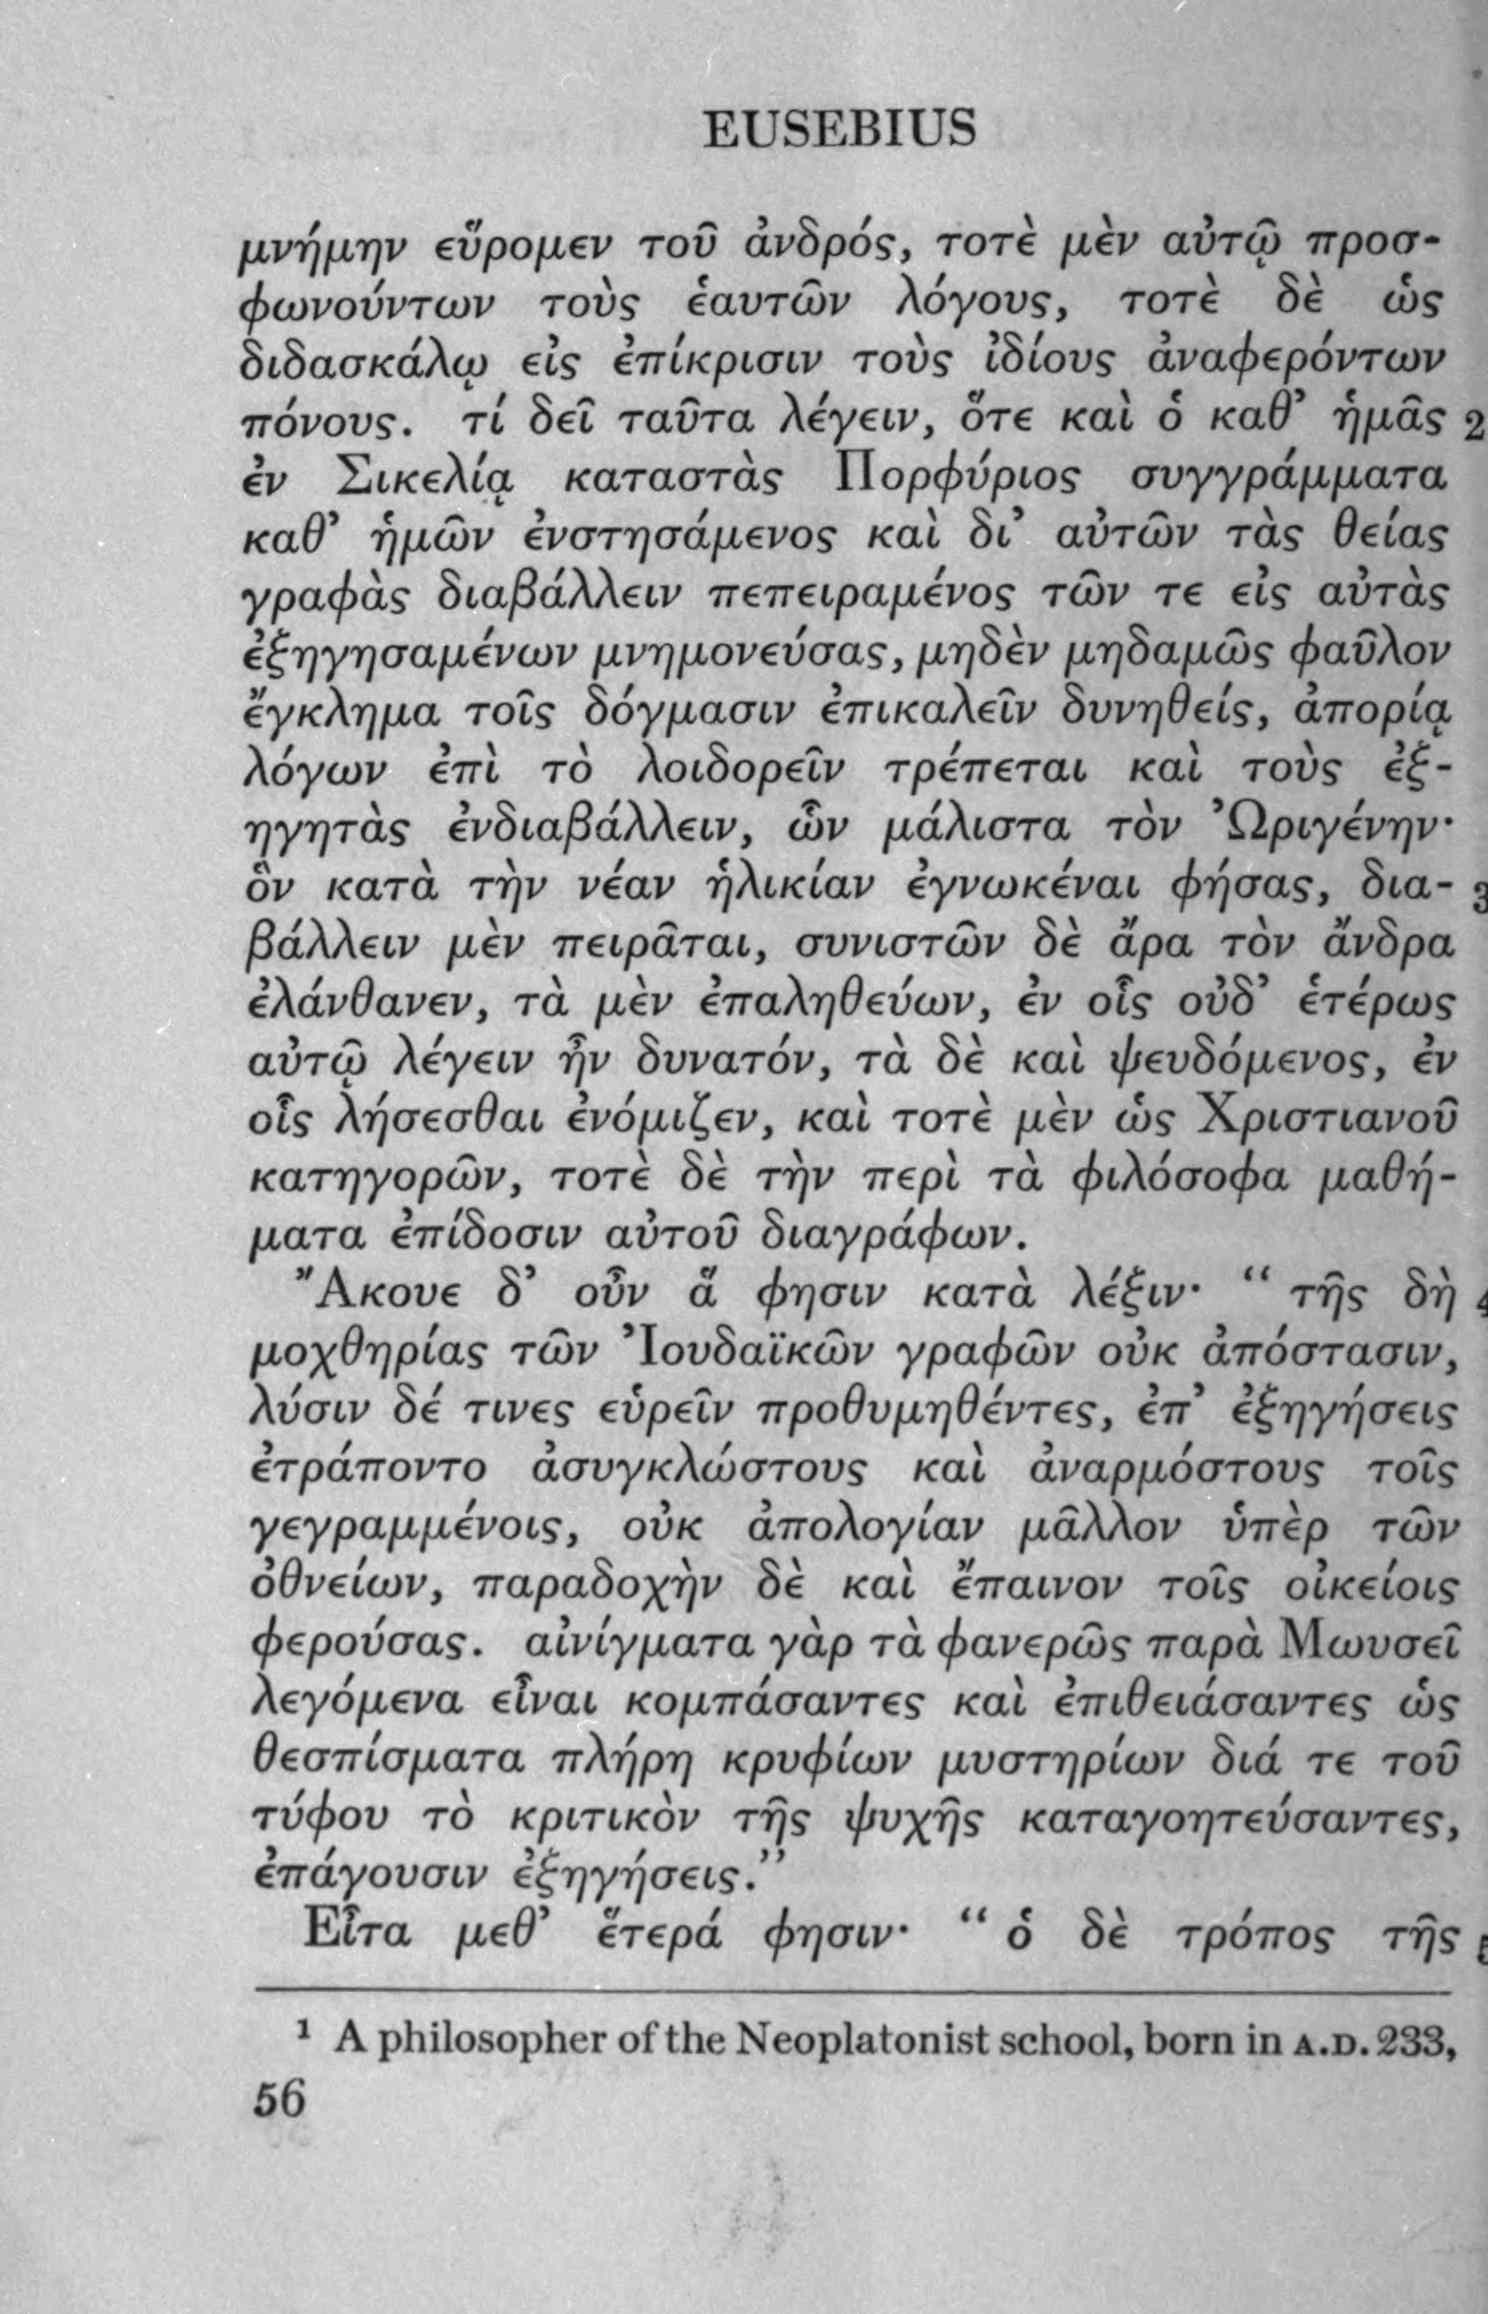 EUSEBIUS
μνήμην εὕρομεν τοῦ ἀνδρός, τοτὲ μὲν αὐτῷ προσ-
φωνούντων τοὺς ἑαυτῶν λόγους, τοτὲ δὲ ὡς
διδασκάλῳ εἰς ἐπίκρισιν τοὺς ἰδίους ἀναφερόντων
πόνους. τί δεῖ ταῦτα λέγειν, ὅτε καὶ ὁ καθ’ ἡμᾶς 2
ἐν Σικελίᾳ καταστὰς Πορφύριος συγγράμματα
καθ’ ἡμῶν ἐνστησάμενος καὶ δι’ αὐτῶν τὰς θείας
γραφὰς διαβάλλειν πεπειραμένος τῶν τε εἰς αὐτὰς
ἐξηγησαμένων μνημονεύσας, μηδὲν μηδαμῶς φαῦλον
ἔγκλημα τοῖς δόγμασιν ἐπικαλεῖν δυνηθείς, ἀπορίᾳ
λόγων ἐπὶ τὸ λοιδορεῖν τρέπεται καὶ τοὺς ἐξ-
ηγητὰς ἐνδιαβάλλειν, ὧν μάλιστα τὸν Ὠριγένην·
ὃν κατὰ τὴν νέαν ἡλικίαν ἐγνωκέναι φήσας, δια- 3
βάλλειν μὲν πειρᾶται, συνιστῶν δὲ ἄρα τὸν ἄνδρα
ἐλάνθανεν, τὰ μὲν ἐπαληθεύων, ἐν οἷς οὐδ’ ἑτέρως
αὐτῷ λέγειν ἦν δυνατόν, τὰ δὲ καὶ ψευδόμενος, ἐν
οἷς λήσεσθαι ἐνόμιζεν, καὶ τοτὲ μὲν ὡς Χριστιανοῦ
κατηγορῶν, τοτὲ δὲ τὴν περὶ τὰ φιλόσοφα μαθή-
ματα ἐπίδοσιν αὐτοῦ διαγράφων.
Ἄκουε δ’ οὖν ἅ φησιν κατὰ λέξιν· “ τῆς δὴ 4
μοχθηρίας τῶν Ἰουδαϊκῶν γραφῶν οὐκ ἀπόστασιν,
λύσιν δέ τινες εὑρεῖν προθυμηθέντες, ἐπ’ ἐξηγήσεις
ἐτράποντο ἀσυγκλώστους καὶ ἀναρμόστους τοῖς
γεγραμμένοις, οὐκ ἀπολογίαν μᾶλλον ὑπὲρ τῶν
ὀθνείων, παραδοχὴν δὲ καὶ ἔπαινον τοῖς οἰκείοις
φερούσας. αἰνίγματα γὰρ τὰ φανερῶς παρὰ Μωυσεῖ
λεγόμενα εἶναι κομπάσαντες καὶ ἐπιθειάσαντες ὡς
θεσπίσματα πλήρη κρυφίων μυστηρίων διά τε τοῦ
τύφου τὸ κριτικὸν τῆς ψυχῆς καταγοητεύσαντες,
ἐπάγουσιν ἐξηγήσεις.”
Εἶτα μεθ’ ἕτερά φησιν· “ ὁ δὲ τρόπος τῆς 5
¹ A philosopher of the Neoplatonist school, born in A.D. 233,
56